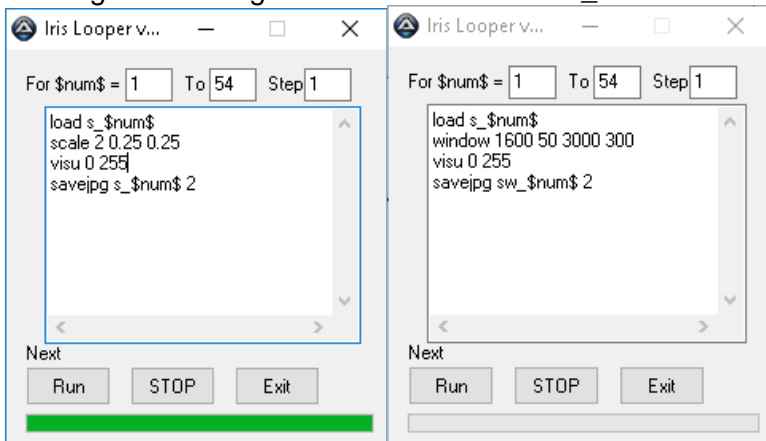 Iris Looper v...
For $num$ = 1 To 54 Step 1
load s_$num$
scale 2 0.25 0.25
visu 0 255
savejpg s_$num$ 2
Next
Run STOP Exit
Iris Looper v...
For $num$ = 1 To 54 Step 1
load s_$num$
window 1600 50 3000 300
visu 0 255
savejpg sw_$num$ 2
Next
Run STOP Exit